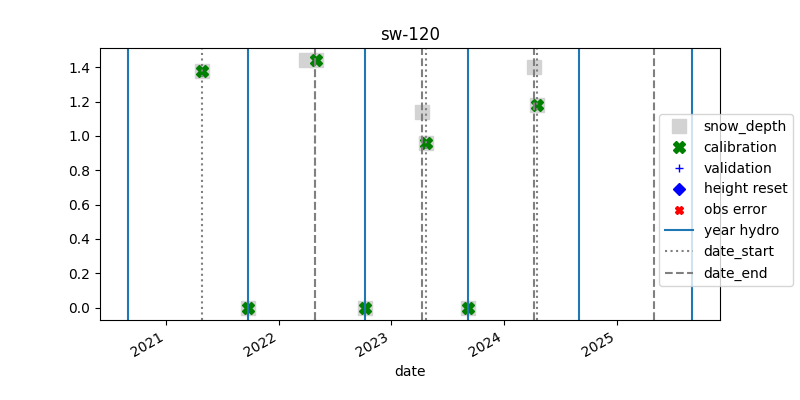 sw-120
1.4
1.2
1.0
0.8
0.6
0.4
0.2
0.0
2021
2022
2023
2024
2025
date
snow_depth
calibration
validation
height reset
obs error
year hydro
date_start
date_end